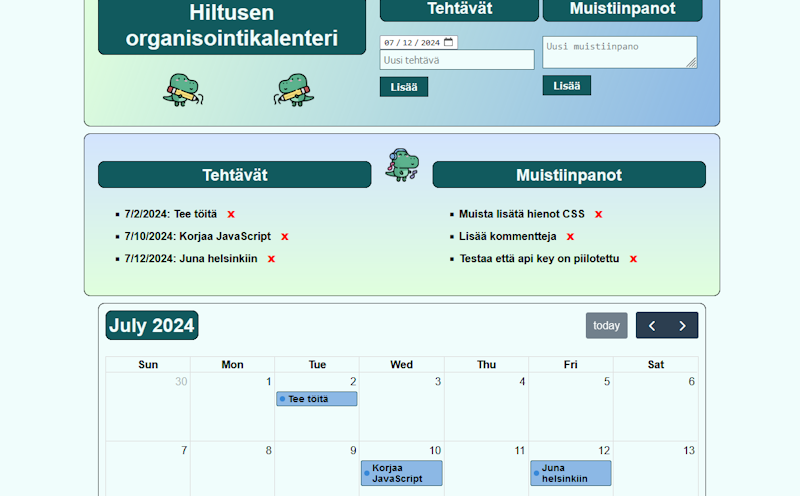 Hiltusen
organisointikalenteri
Tehtävät
07/12/2024
Uusi tehtävä
Lisää
Muistiinpanot
Uusi muistiinpano
Lisää
Tehtävät
7/2/2024: Tee töitä x
7/10/2024: Korjaa JavaScript x
7/12/2024: Juna helsinkiin x
Muistiinpanot
Muista lisätä hienot CSS x
Lisää kommentteja x
Testaa että api key on piilotettu x
July 2024
today
Sun Mon Tue Wed Thu Fri Sat
30 1 2 3 4 5 6
Tee töitä
7 8 9 10 11 12 13
Korjaa
JavaScript
Juna
helsinkiin